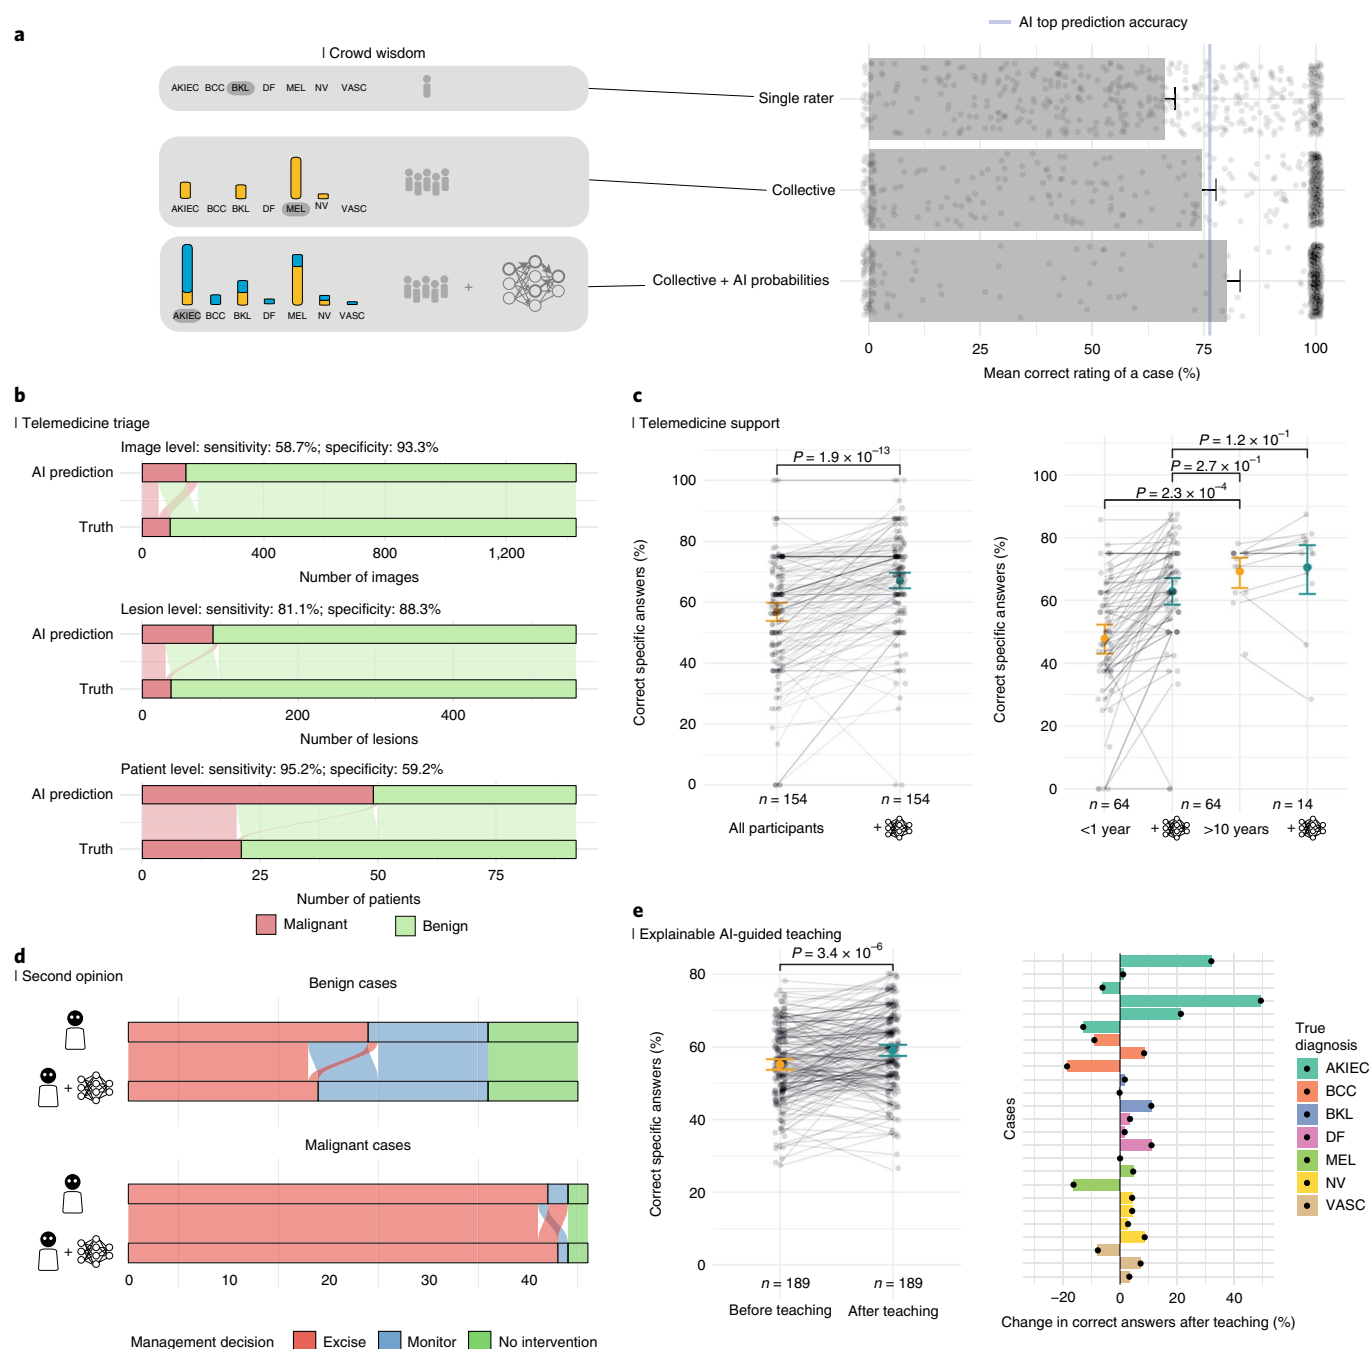 a
| Crowd wisdom
AI top prediction accuracy
AKIEC BCC BKL DF MEL NV VASC
Single rater
AKIEC BCC BKL DF MEL NV VASC
Collective
AKIEC BCC BKL DF MEL NV VASC
+
Collective + AI probabilities
0 25 50 75 100
Mean correct rating of a case (%)
b
| Telemedicine triage
Image level: sensitivity: 58.7%; specificity: 93.3%
AI prediction
Truth
0 400 800 1,200
Number of images
Lesion level: sensitivity: 81.1%; specificity: 88.3%
AI prediction
Truth
0 200 400
Number of lesions
Patient level: sensitivity: 95.2%; specificity: 59.2%
AI prediction
Truth
0 25 50 75
Number of patients
Malignant Benign
c
| Telemedicine support
P = 1.9 × 10⁻¹³
Correct specific answers (%)
100
80
60
40
20
0
n = 154 n = 154
All participants +
P = 1.2 × 10⁻¹
P = 2.7 × 10⁻¹
P = 2.3 × 10⁻⁴
Correct specific answers (%)
100
80
60
40
20
0
n = 64 n = 64 n = 14
<1 year + >10 years +
d
| Second opinion
Benign cases
+
Malignant cases
+
0 10 20 30 40
Management decision Excise Monitor No intervention
e
| Explainable AI-guided teaching
P = 3.4 × 10⁻⁶
Correct specific answers (%)
80
60
40
20
0
n = 189 n = 189
Before teaching After teaching
Cases
−20 0 20 40
Change in correct answers after teaching (%)
True
diagnosis
AKIEC
BCC
BKL
DF
MEL
NV
VASC